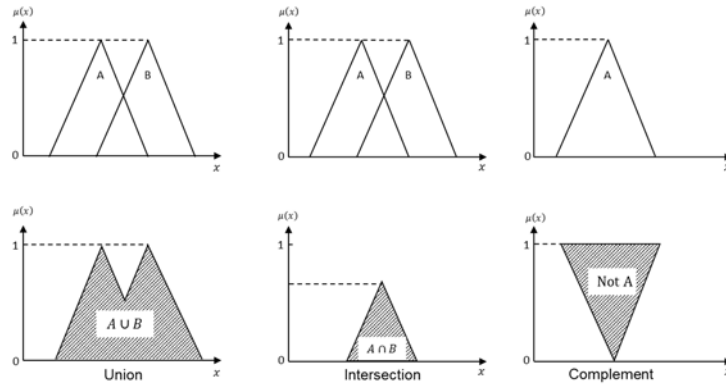 μ(x)
1
A
B
0
x
μ(x)
1
A
B
0
x
μ(x)
1
A
0
x
μ(x)
1
A ∪ B
0
x
Union
μ(x)
1
A ∩ B
0
x
Intersection
μ(x)
1
Not A
0
x
Complement